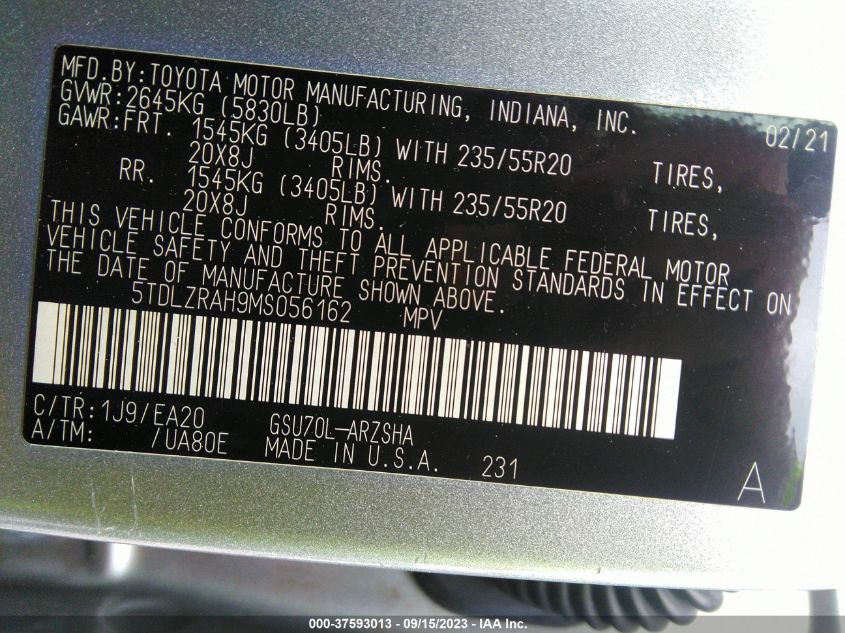 MFD.BY:TOYOTA MOTOR MANUFACTURING, INDIANA, INC. 02/21
GVWR:2645KG (5830LB)
GAWR:FRT. 1545KG (3405LB) WITH 235/55R20 TIRES,
20X8J RIMS.
RR. 1545KG (3405LB) WITH 235/55R20 TIRES,
20X8J RIMS.
THIS VEHICLE CONFORMS TO ALL APPLICABLE FEDERAL MOTOR
VEHICLE SAFETY AND THEFT PREVENTION STANDARDS IN EFFECT ON
THE DATE OF MANUFACTURE SHOWN ABOVE.
5TDLZRAH9MS056162 MPV
C/TR:1J9/EA20 GSU70L-ARZSHA
A/TM: /UA80E MADE IN U.S.A. 231 A
000-37593013 - 09/15/2023 - IAA Inc.